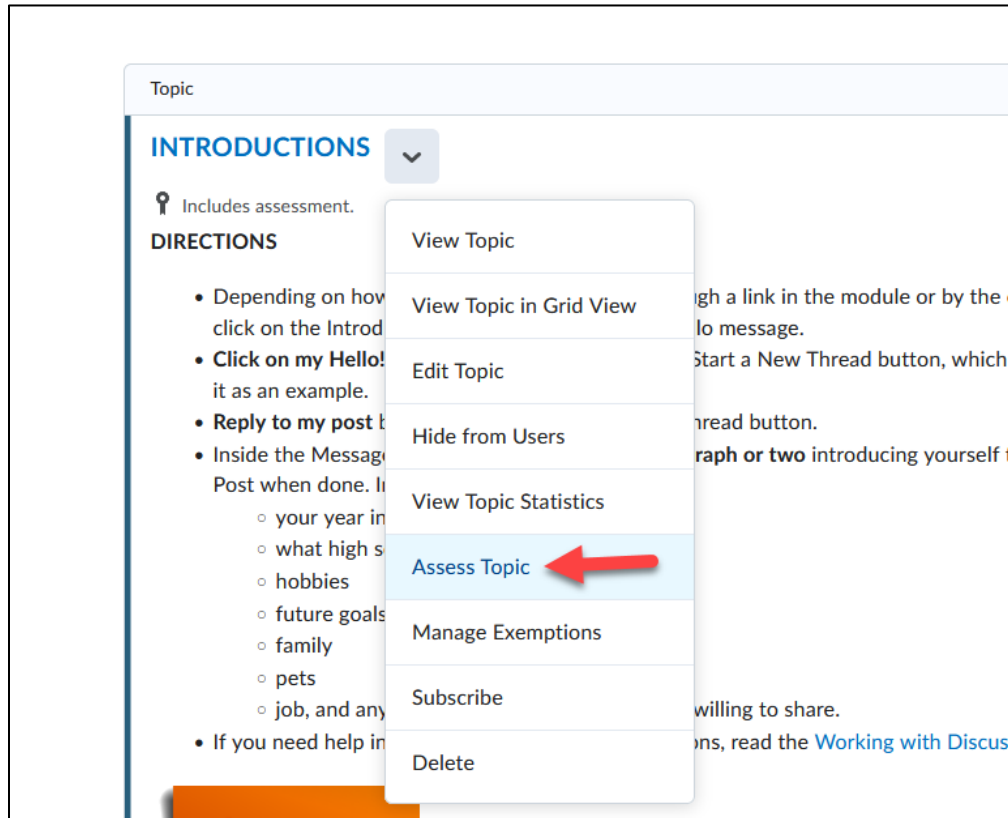 Topic
INTRODUCTIONS
Includes assessment.
DIRECTIONS
• Depending on how
click on the Introd
• Click on my Hello!
it as an example.
• Reply to my post
• Inside the Message
Post when done.
◦ your year in
◦ what high
◦ hobbies
◦ future goals
◦ family
◦ pets
◦ job, and any
• If you need help in
View Topic
View Topic in Grid View
Edit Topic
Hide from Users
View Topic Statistics
Assess Topic
Manage Exemptions
Subscribe
Delete
a link in the module or by the
message.
Start a New Thread button, which
button.
or two introducing yourself
willing to share.
read the Working with Discus